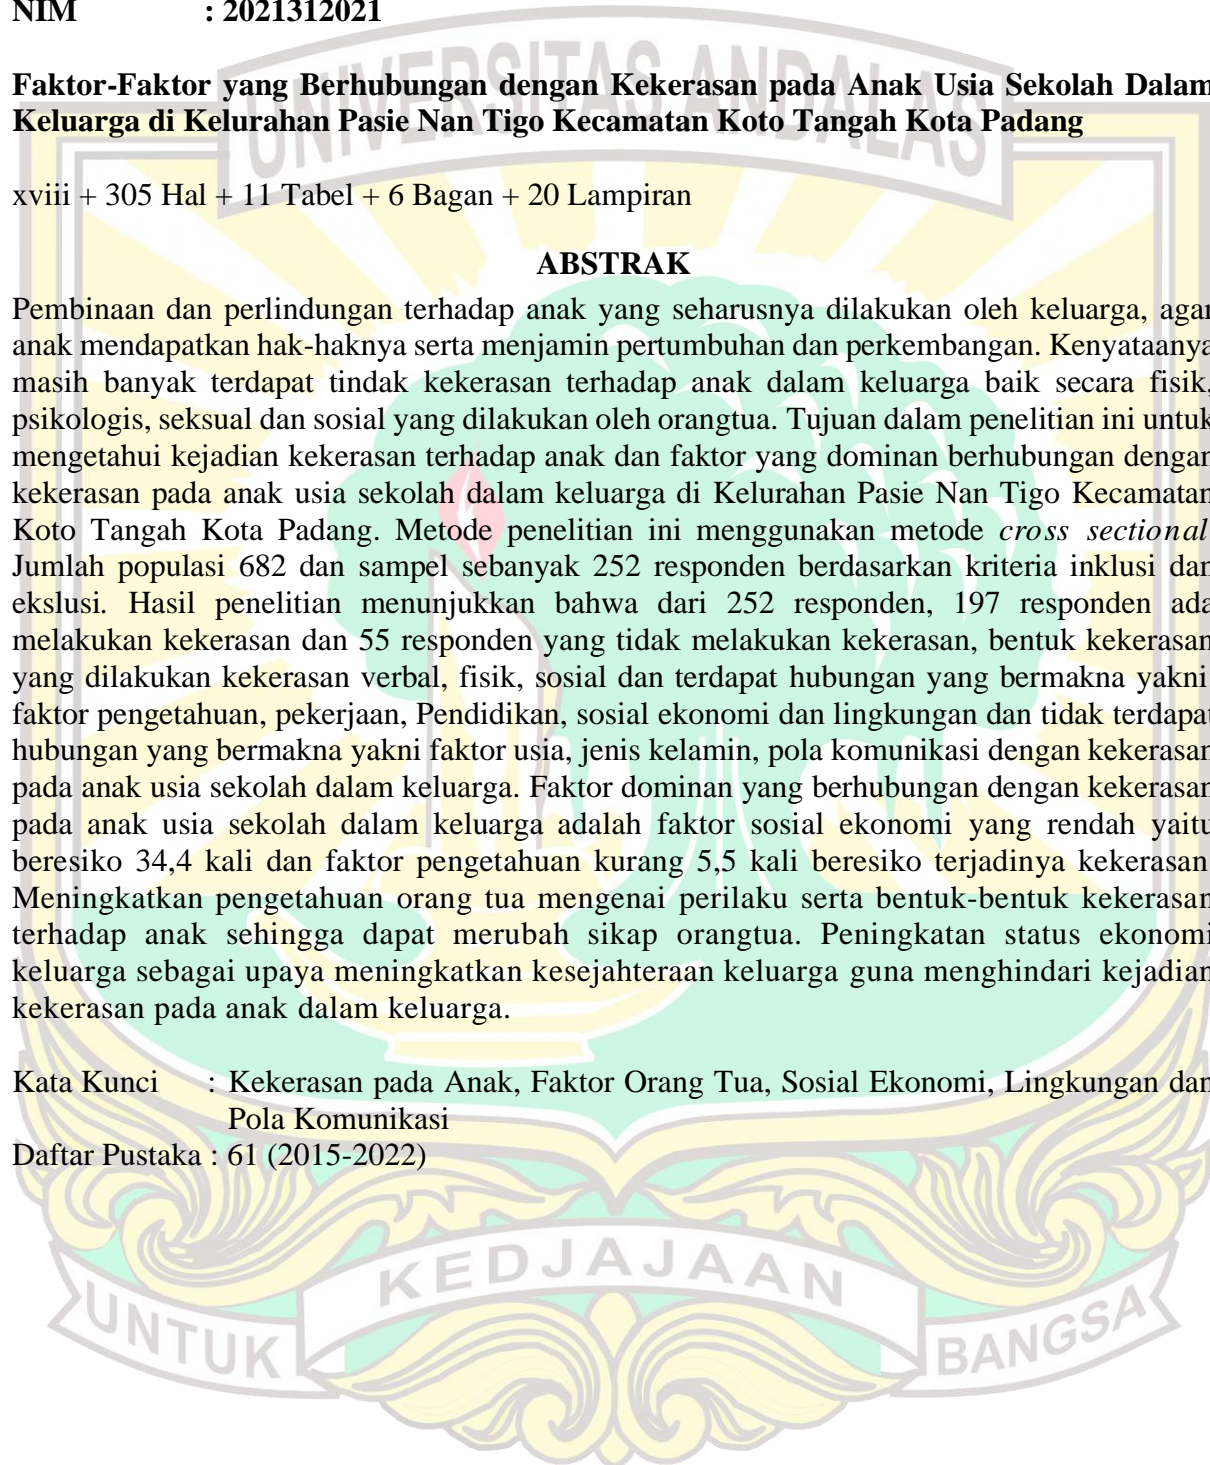 NIM : 2021312021
UNIVERSITAS ANDALAS
Faktor-Faktor yang Berhubungan dengan Kekerasan pada Anak Usia Sekolah Dalam
Keluarga di Kelurahan Pasie Nan Tigo Kecamatan Koto Tangah Kota Padang
xviii + 305 Hal + 11 Tabel + 6 Bagan + 20 Lampiran
ABSTRAK
Pembinaan dan perlindungan terhadap anak yang seharusnya dilakukan oleh keluarga, agar
anak mendapatkan hak-haknya serta menjamin pertumbuhan dan perkembangan. Kenyataanya
masih banyak terdapat tindak kekerasan terhadap anak dalam keluarga baik secara fisik,
psikologis, seksual dan sosial yang dilakukan oleh orangtua. Tujuan dalam penelitian ini untuk
mengetahui kejadian kekerasan terhadap anak dan faktor yang dominan berhubungan dengan
kekerasan pada anak usia sekolah dalam keluarga di Kelurahan Pasie Nan Tigo Kecamatan
Koto Tangah Kota Padang. Metode penelitian ini menggunakan metode cross sectional
Jumlah populasi 682 dan sampel sebanyak 252 responden berdasarkan kriteria inklusi dan
ekslusi. Hasil penelitian menunjukkan bahwa dari 252 responden, 197 responden ada
melakukan kekerasan dan 55 responden yang tidak melakukan kekerasan, bentuk kekerasan
yang dilakukan kekerasan verbal, fisik, sosial dan terdapat hubungan yang bermakna yakni
faktor pengetahuan, pekerjaan, Pendidikan, sosial ekonomi dan lingkungan dan tidak terdapat
hubungan yang bermakna yakni faktor usia, jenis kelamin, pola komunikasi dengan kekerasan
pada anak usia sekolah dalam keluarga. Faktor dominan yang berhubungan dengan kekerasan
pada anak usia sekolah dalam keluarga adalah faktor sosial ekonomi yang rendah yaitu
beresiko 34,4 kali dan faktor pengetahuan kurang 5,5 kali beresiko terjadinya kekerasan
Meningkatkan pengetahuan orang tua mengenai perilaku serta bentuk-bentuk kekerasan
terhadap anak sehingga dapat merubah sikap orangtua. Peningkatan status ekonomi
keluarga sebagai upaya meningkatkan kesejahteraan keluarga guna menghindari kejadian
kekerasan pada anak dalam keluarga.
Kata Kunci : Kekerasan pada Anak, Faktor Orang Tua, Sosial Ekonomi, Lingkungan dan
Pola Komunikasi
Daftar Pustaka : 61 (2015-2022)
UNTUK KEDJAJAAN BANGSA